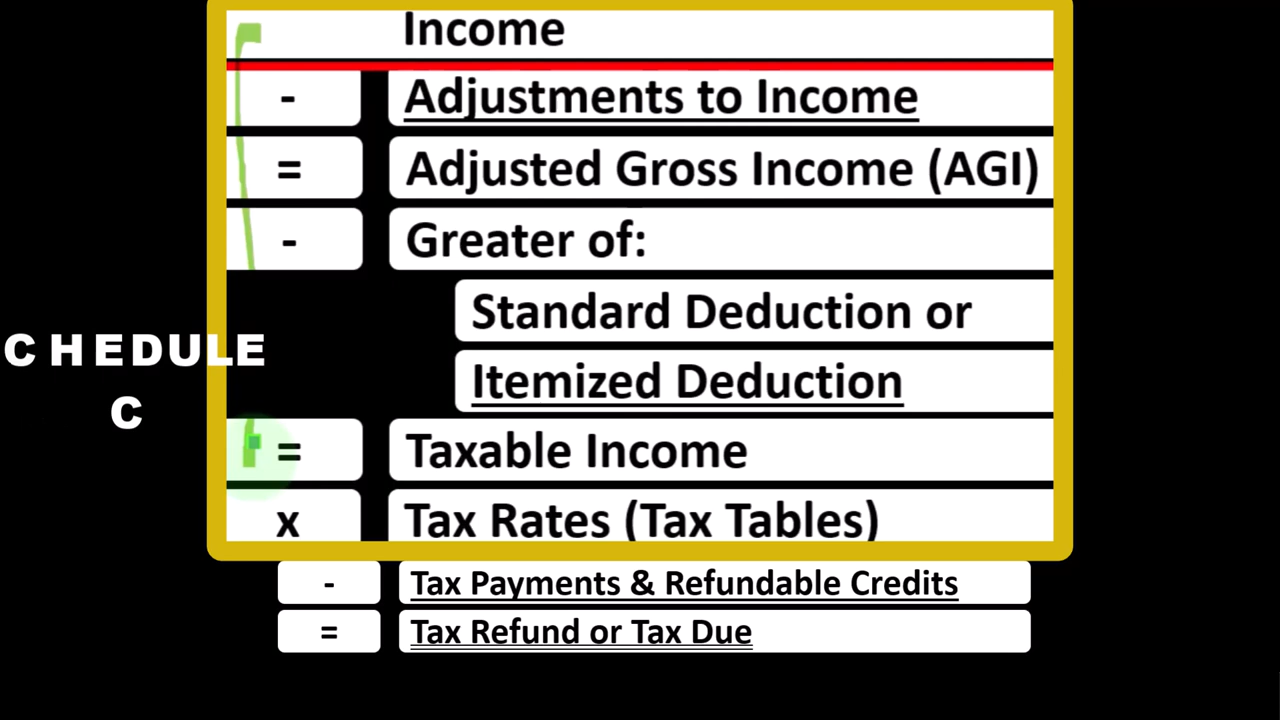 Income
- Adjustments to Income
= Adjusted Gross Income (AGI)
- Greater of:
Standard Deduction or
CHEDULE
C
Itemized Deduction
= Taxable Income
x Tax Rates (Tax Tables)
- Tax Payments & Refundable Credits
= Tax Refund or Tax Due